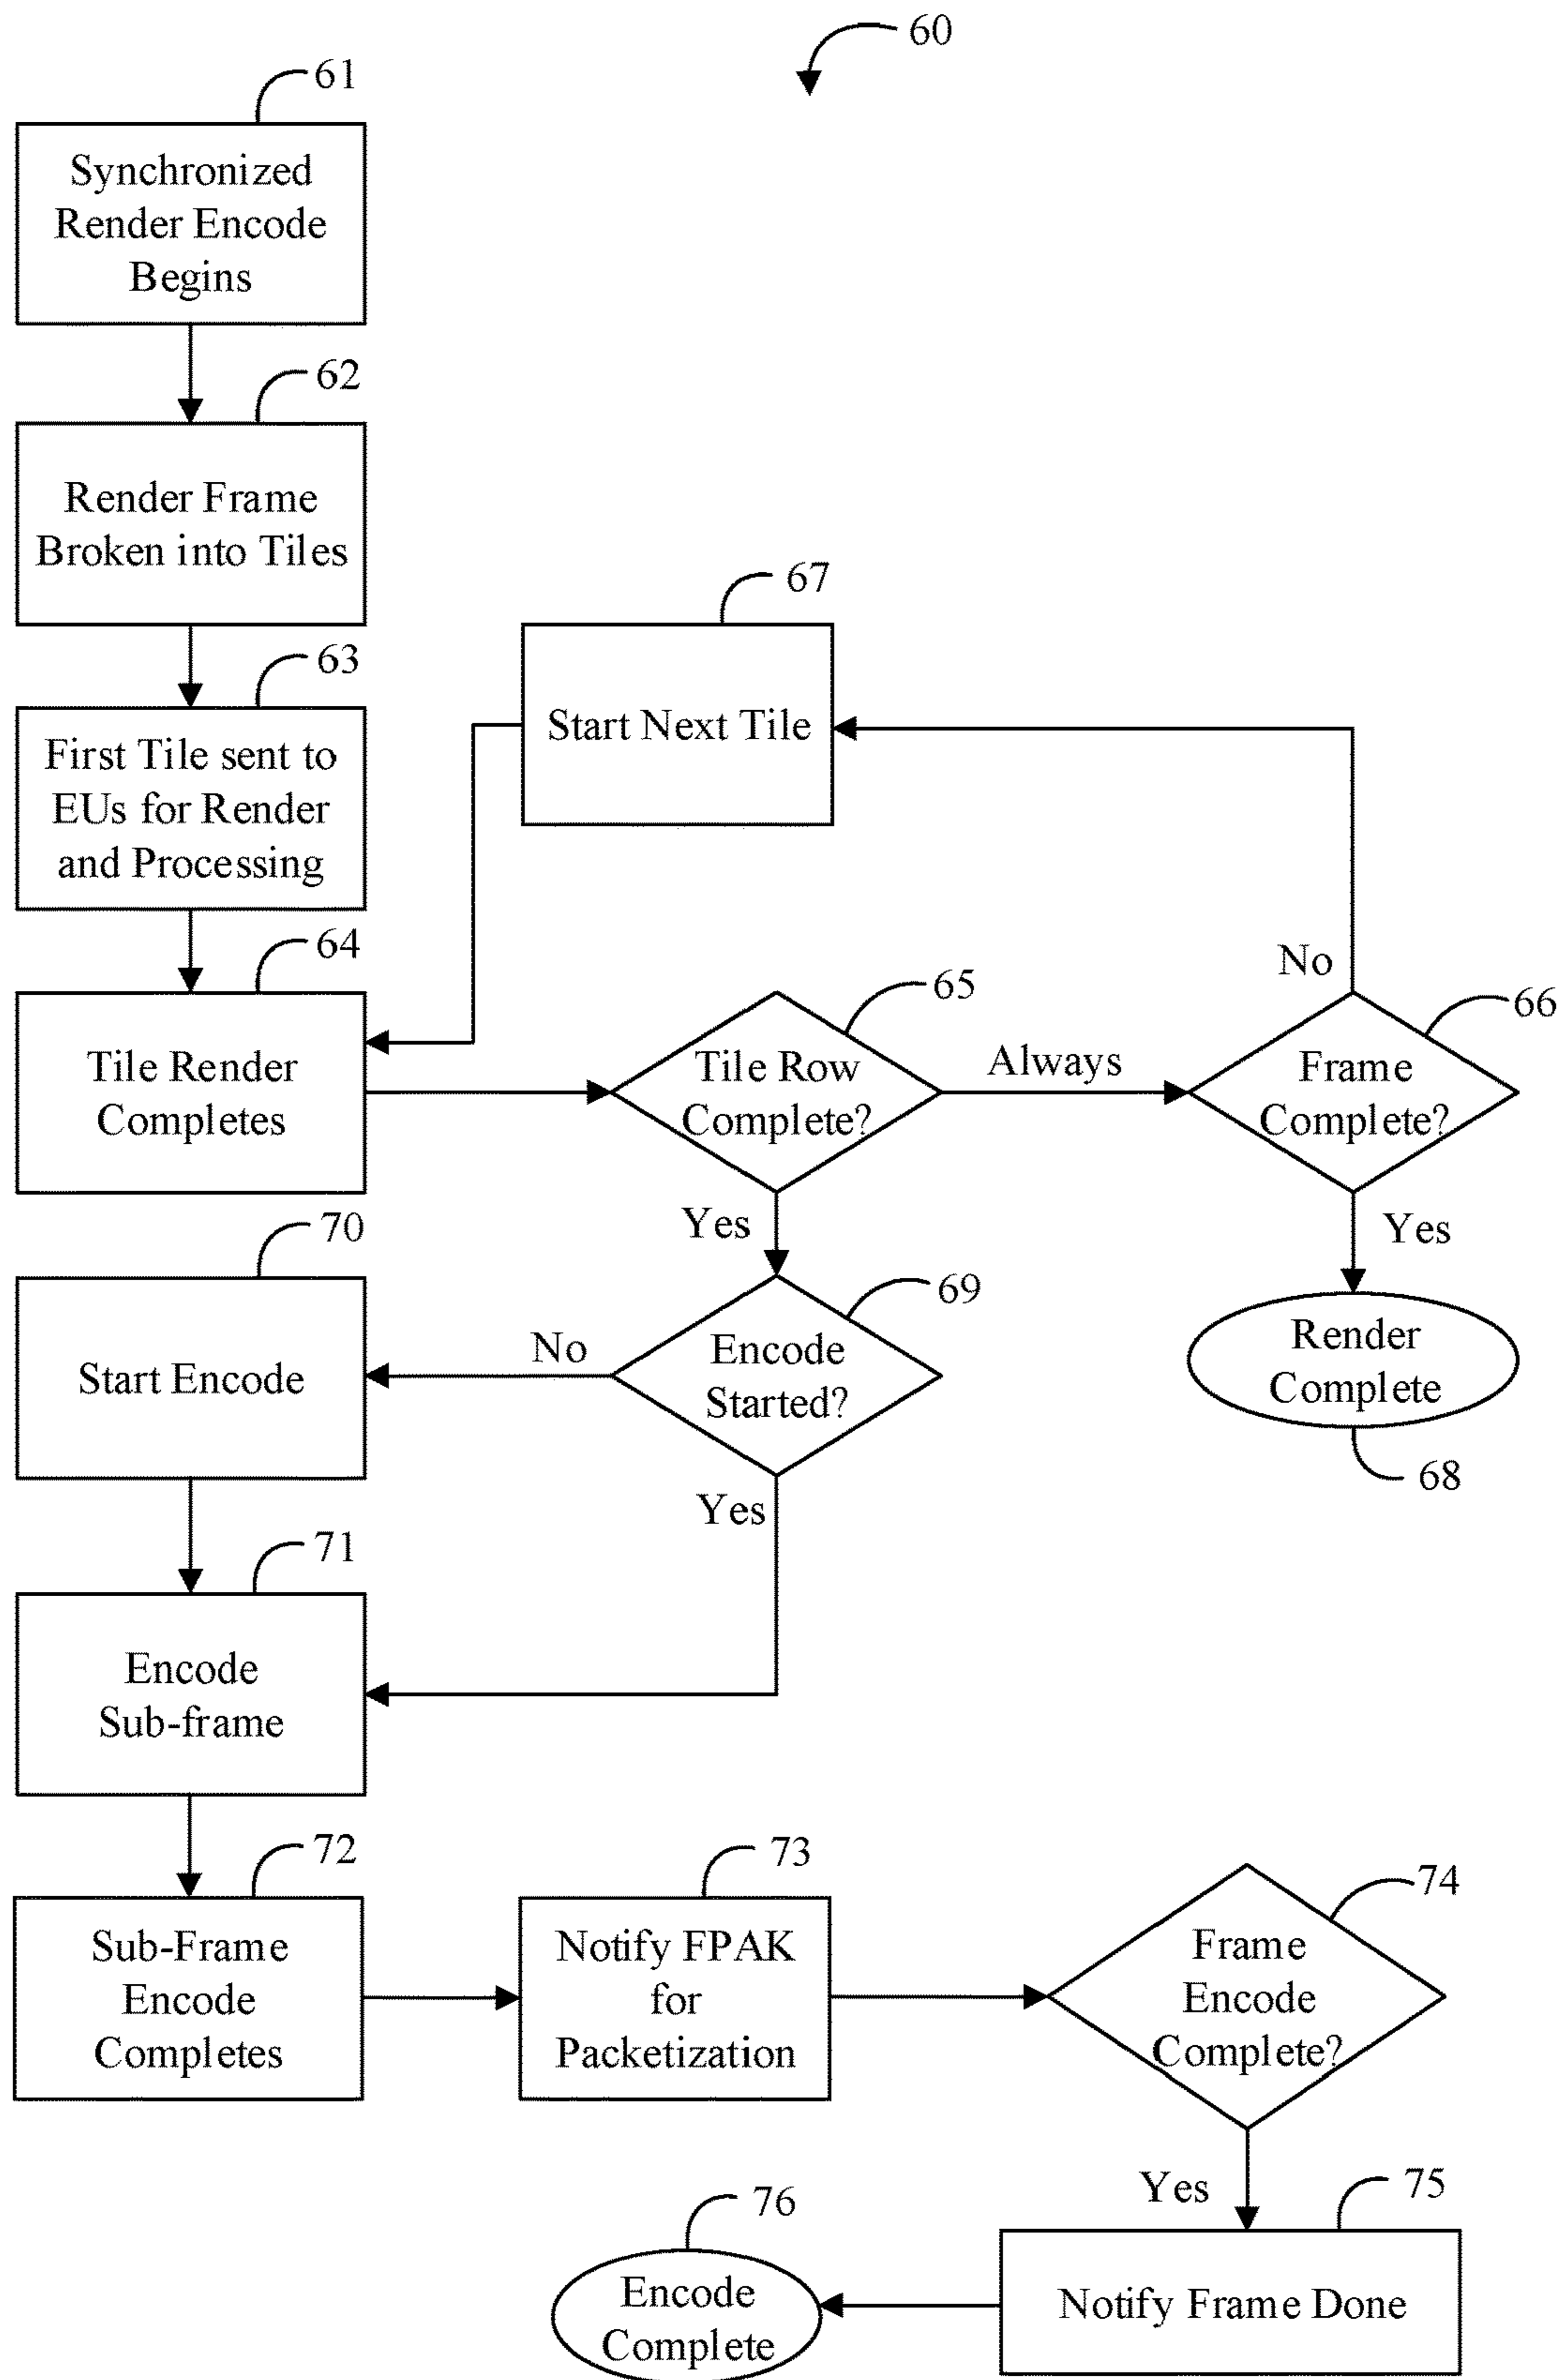 60
61
Synchronized
Render Encode
Begins
62
Render Frame
Broken into Tiles
63
First Tile sent to
EUs for Render
and Processing
67
Start Next Tile
64
Tile Render
Completes
65
Tile Row
Complete?
Always
No
66
Frame
Complete?
Yes
Yes
Render
Complete
68
69
Encode
Started?
No
70
Start Encode
Yes
71
Encode
Sub-frame
72
Sub-Frame
Encode
Completes
73
Notify FPAK
for
Packetization
74
Frame
Encode
Complete?
Yes
75
Notify Frame Done
76
Encode
Complete